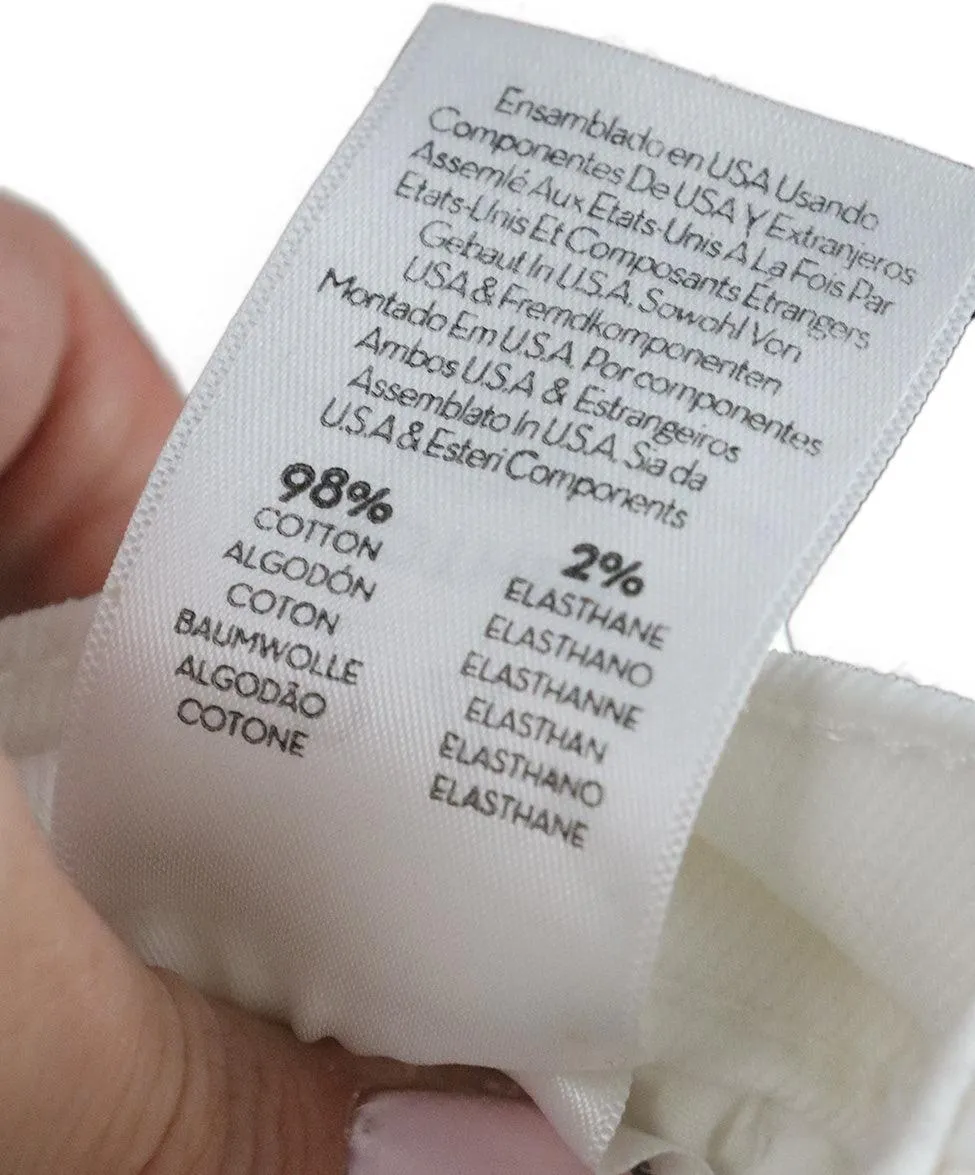 Ensamblado en USA Usando
Componentes De USA Y Extranjeros
Assemlé Aux Etats-Unis À La Fois Par
Etats-Unis Et Composants Etrangers
Gebaut In U.S.A. Sowohl Von
USA & Fremdkomponenten
Montado Em U.S.A. Por componentes
Ambos U.S.A & Estrangeiros
Assemblato In U.S.A. Sia da
U.S.A & Esteri Components
98%
COTTON
ALGODÓN
COTON
BAUMWOLLE
ALGODÃO
COTONE
2%
ELASTHANE
ELASTHANO
ELASTHANNE
ELASTHAN
ELASTHANO
ELASTHANE